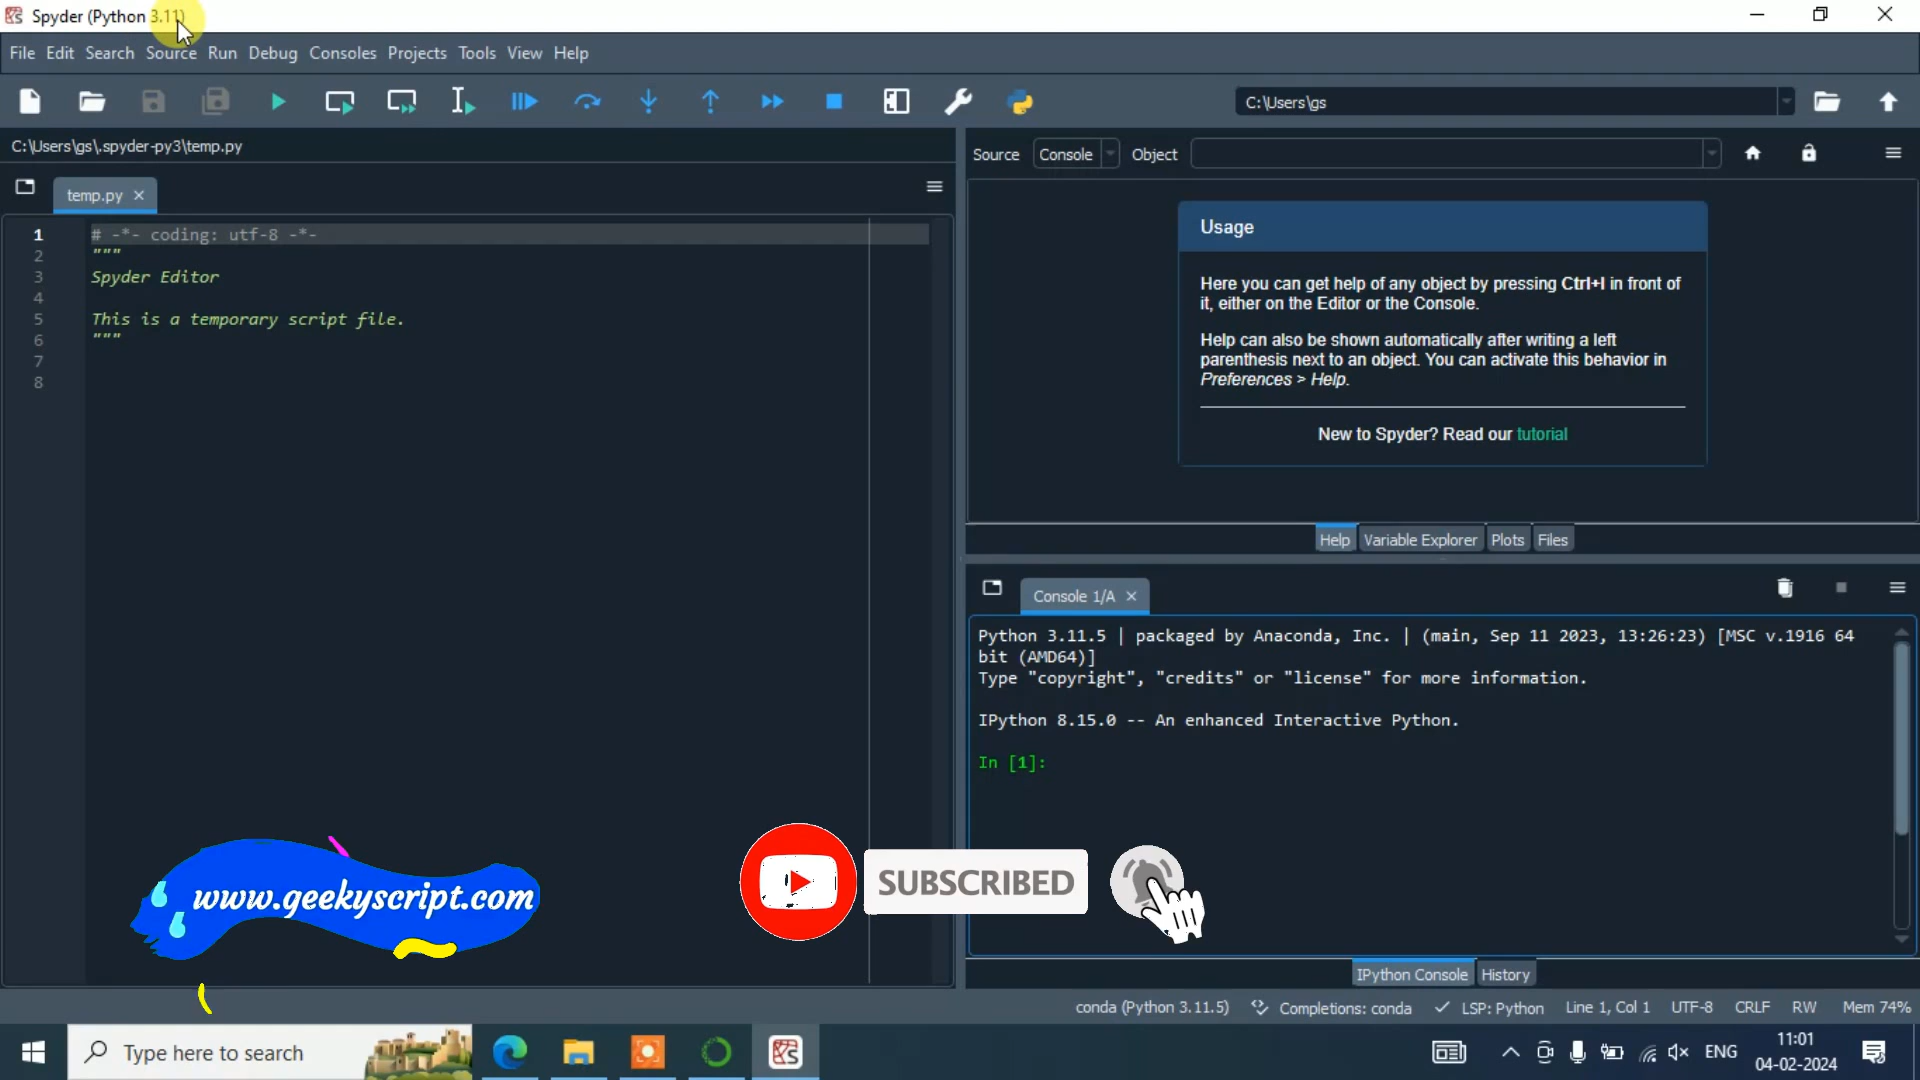 Spyder (Python 3.11)
File Edit Search Source Run Debug Consoles Projects Tools View Help
C:\Users\gs
C:\Users\gs\.spyder-py3\temp.py
Source Console Object
temp.py
1 # -*- coding: utf-8 -*-
2 """
3 Spyder Editor
4
5 This is a temporary script file.
6 """
7
8
Usage
Here you can get help of any object by pressing Ctrl+I in front of
it, either on the Editor or the Console.
Help can also be shown automatically after writing a left
parenthesis next to an object. You can activate this behavior in
Preferences > Help.
New to Spyder? Read our tutorial
Help Variable Explorer Plots Files
Console 1/A
Python 3.11.5 | packaged by Anaconda, Inc. | (main, Sep 11 2023, 13:26:23) [MSC v.1916 64
bit (AMD64)]
Type "copyright", "credits" or "license" for more information.
IPython 8.15.0 -- An enhanced Interactive Python.
In [1]:
www.geekyscript.com
SUBSCRIBED
IPython Console History
conda (Python 3.11.5) Completions: conda LSP: Python Line 1, Col 1 UTF-8 CRLF RW Mem 74%
Type here to search
ENG
11:01
04-02-2024